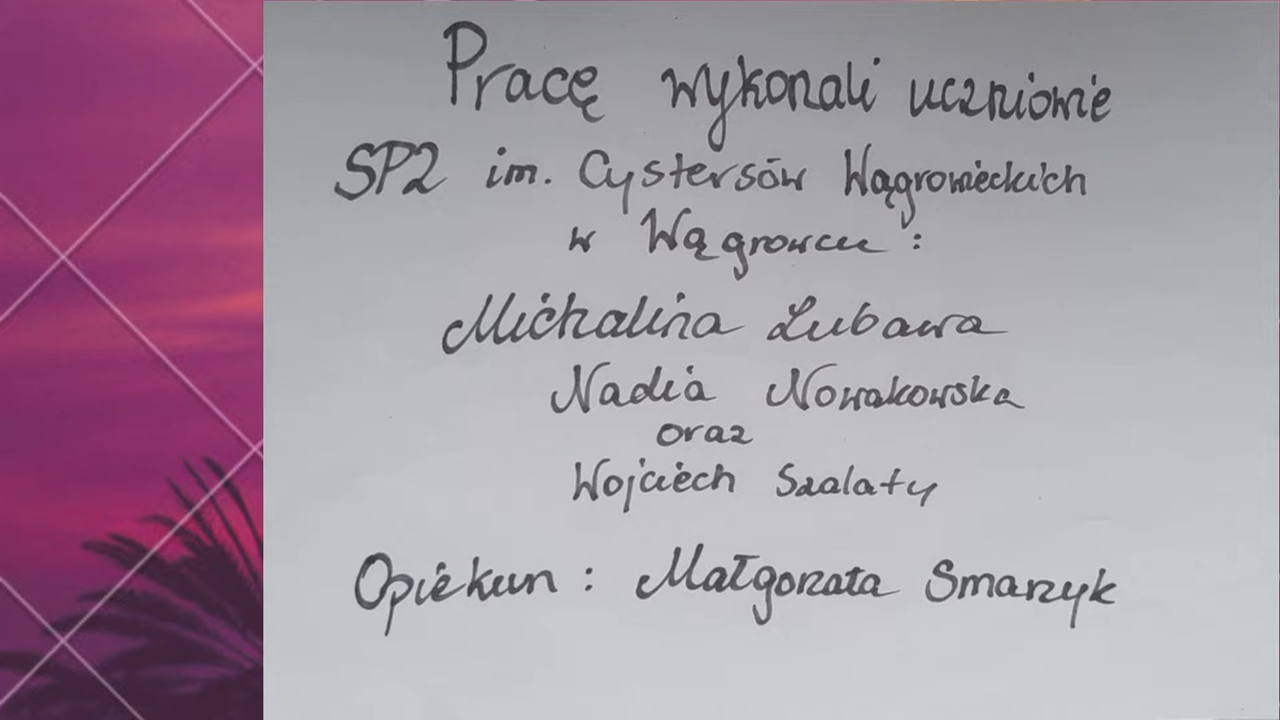 Pracę wykonali uczniowie
SP2 im. Cystersów Wągrowieckich
w Wągrowcu :
Michalina Lubawa
Nadia Nowakowska
oraz
Wojciech Szalaty
Opiekun : Małgorzata Smarzyk